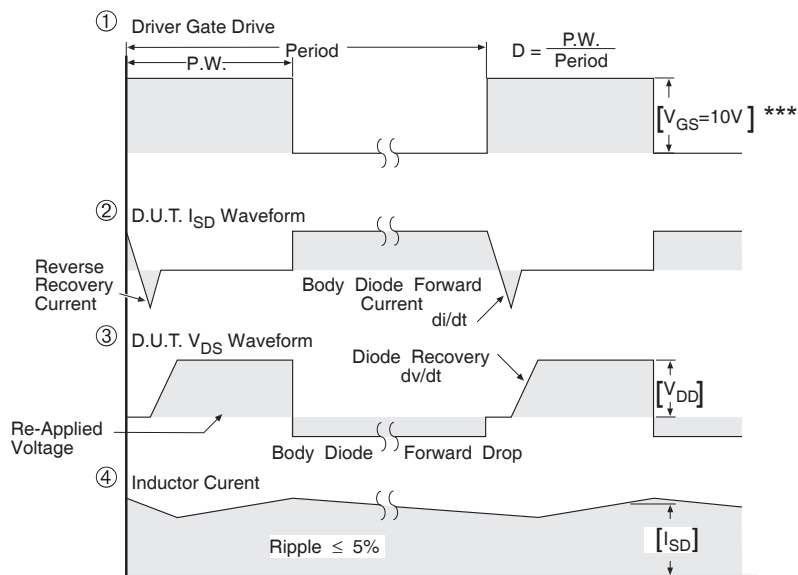 ① Driver Gate Drive
P.W.
Period
D = P.W. / Period
[VGS=10V] ***
② D.U.T. ISD Waveform
Reverse
Recovery
Current
Body Diode Forward
Current
di/dt
③ D.U.T. VDS Waveform
Diode Recovery
dv/dt
[VDD]
Re-Applied
Voltage
Body Diode Forward Drop
④ Inductor Curent
Ripple ≤ 5%
[ISD]